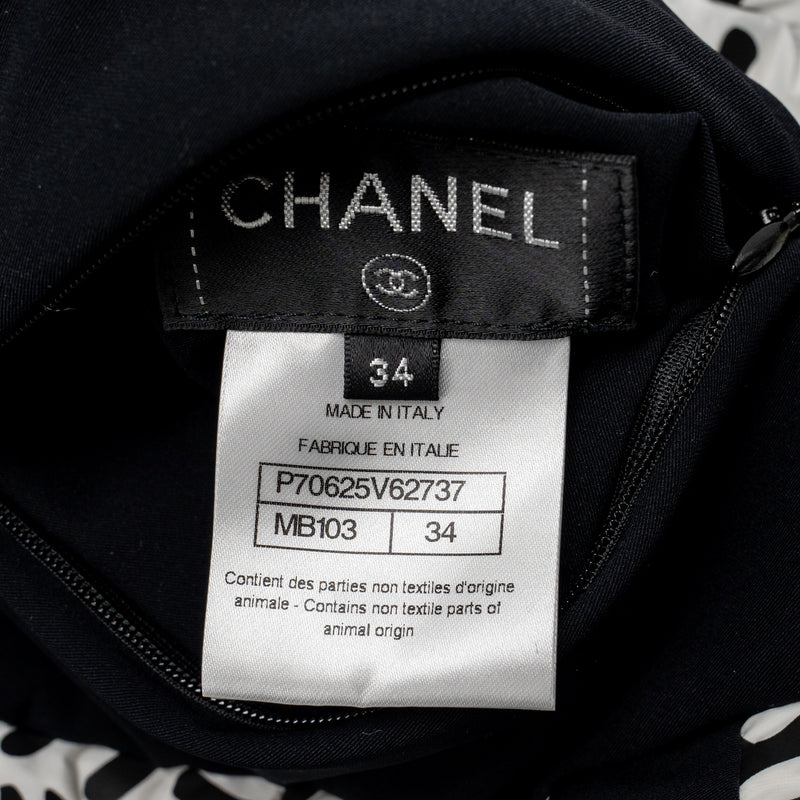 CHANEL
34
MADE IN ITALY
FABRIQUE EN ITALIE
P70625V62737
MB103 34
Contient des parties non textiles d'origine
animale - Contains non textile parts of
animal origin